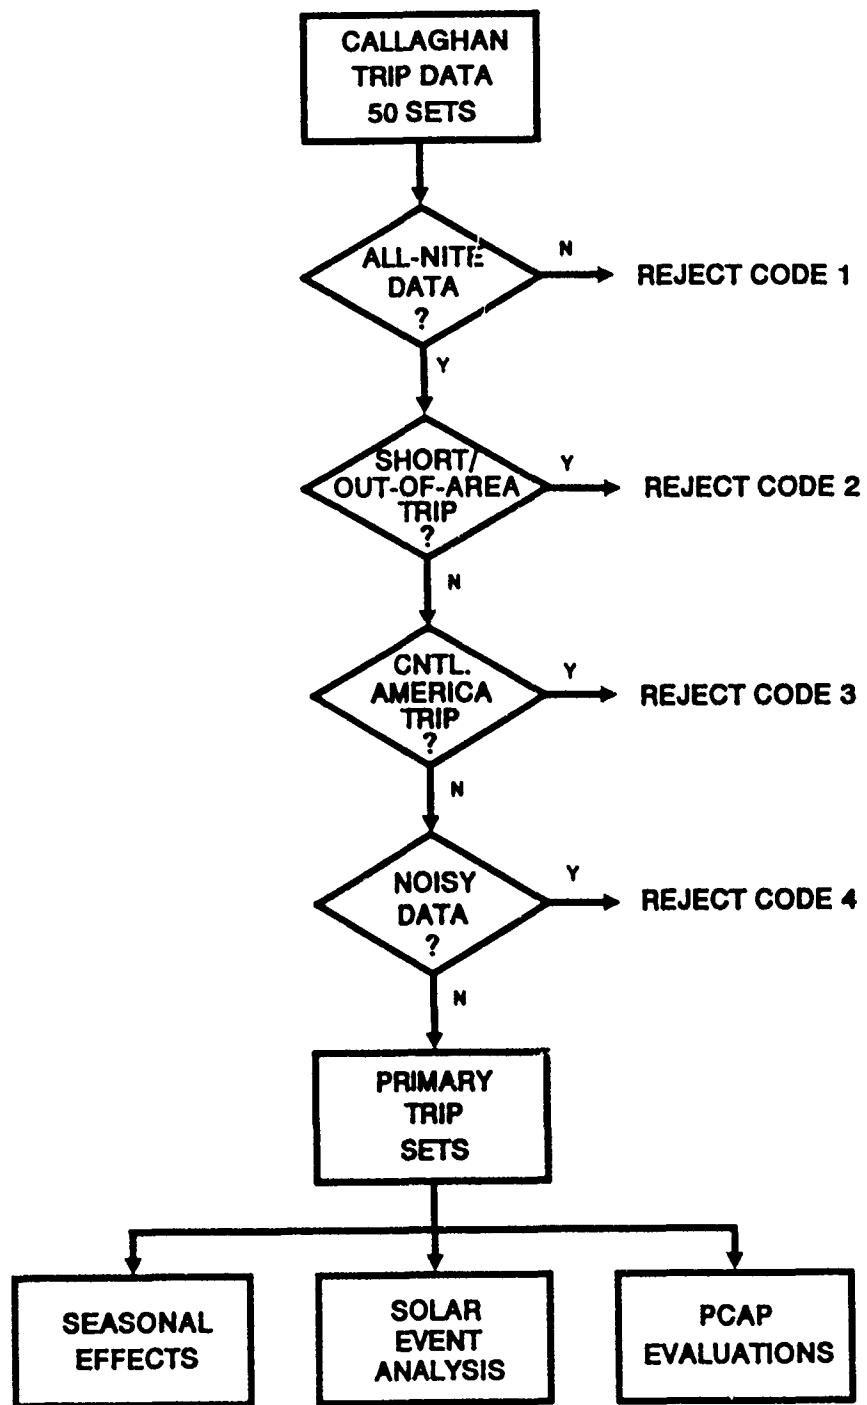 CALLAGHAN
TRIP DATA
50 SETS
ALL-NITE
DATA
?
N
REJECT CODE 1
Y
SHORT/
OUT-OF-AREA
TRIP
?
Y
REJECT CODE 2
N
CNTL.
AMERICA
TRIP
?
Y
REJECT CODE 3
N
NOISY
DATA
?
Y
REJECT CODE 4
N
PRIMARY
TRIP
SETS
SEASONAL
EFFECTS
SOLAR
EVENT
ANALYSIS
PCAP
EVALUATIONS